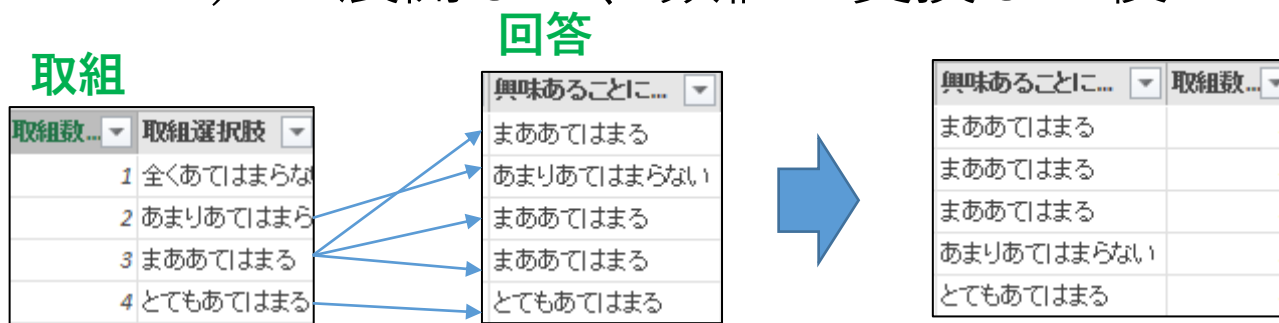 回答
取組
取組数...
取組選択肢
1 全くあてはまらな
2 あまりあてはまら
3 まああてはまる
4 とてもあてはまる
興味あることに...
まああてはまる
あまりあてはまらない
まああてはまる
まああてはまる
とてもあてはまる
興味あることに...
取組数...
まああてはまる
まああてはまる
まああてはまる
あまりあてはまらない
とてもあてはまる